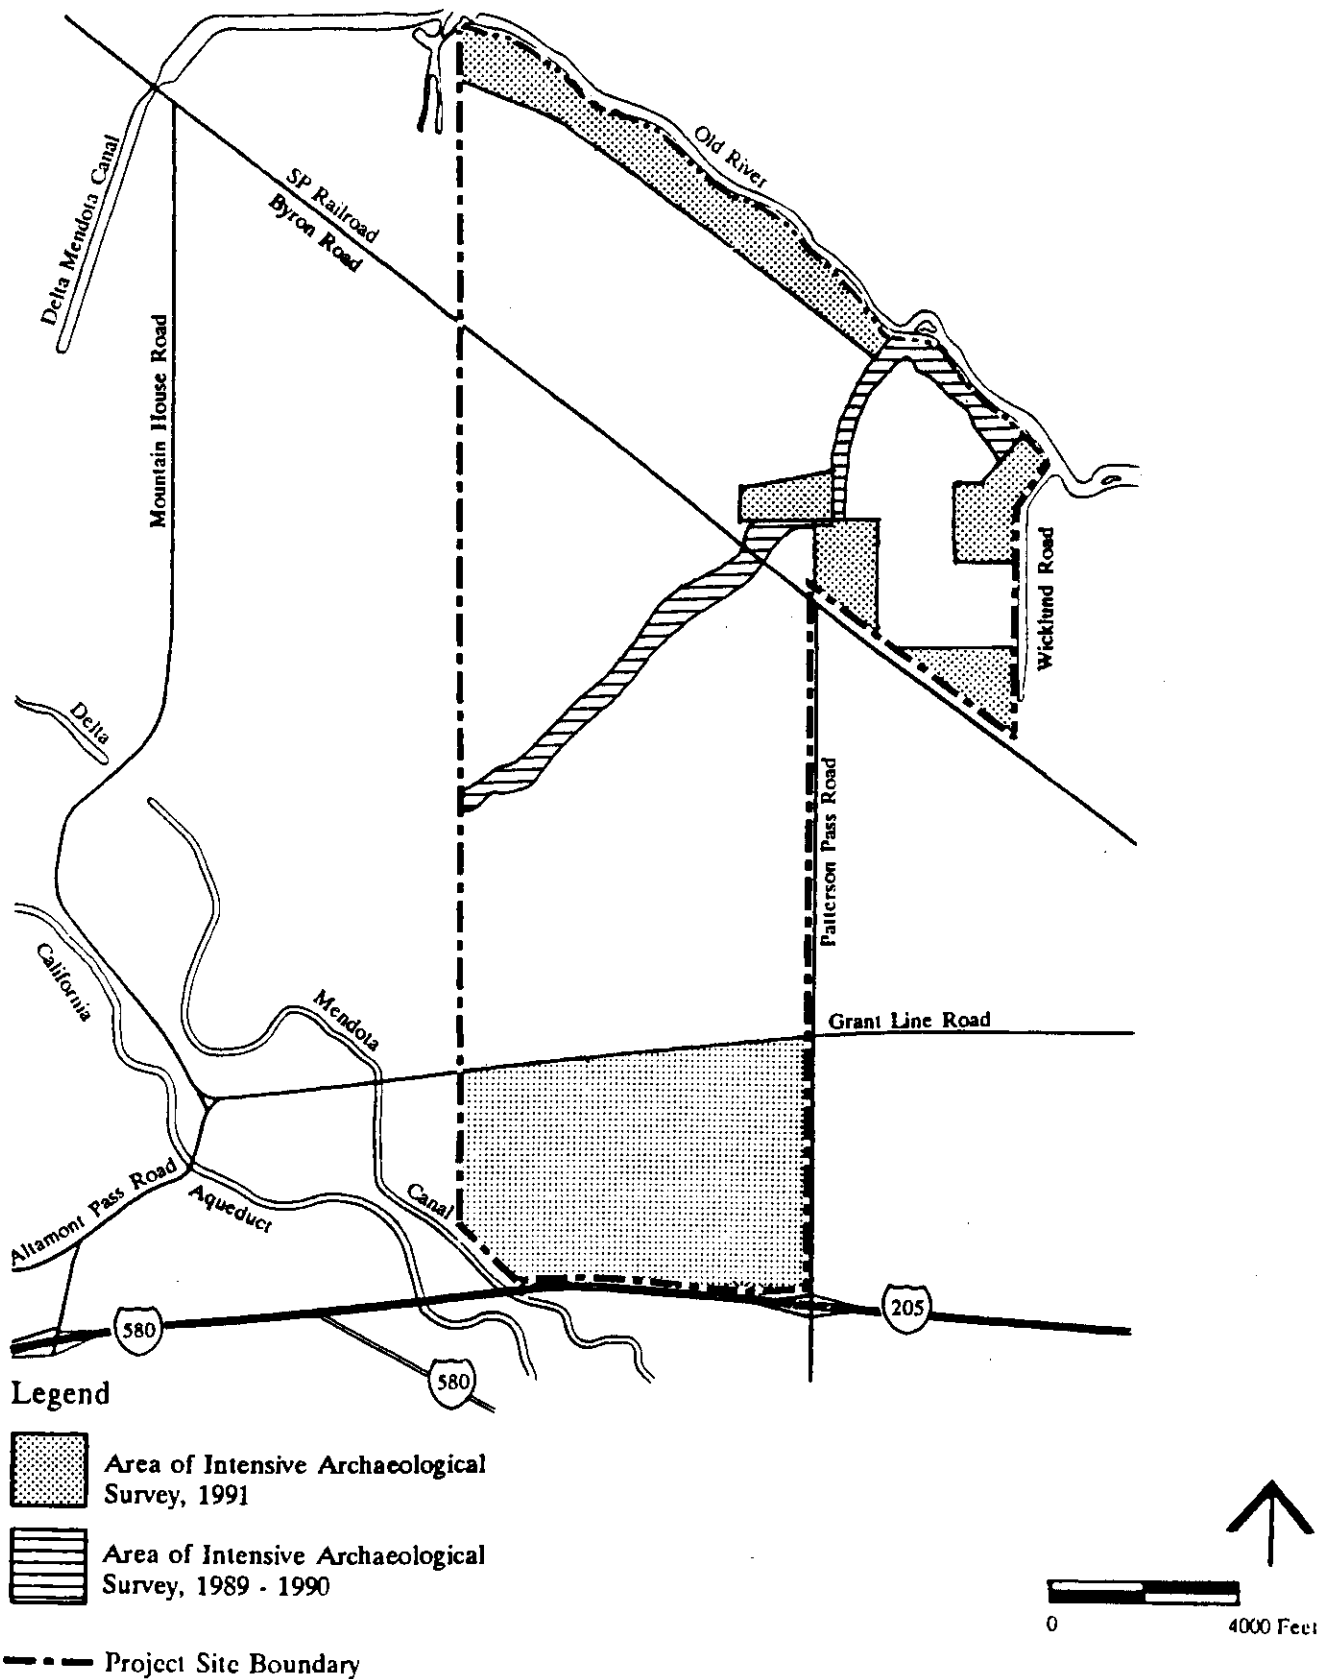 Old River
Delta Mendota Canal
SP Railroad
Byron Road
Mountain House Road
Wicklund Road
Delta
Patterson Pass Road
California
Mendota
Grant Line Road
Altamont Pass Road
Aqueduct
Canal
580
205
580
Legend
Area of Intensive Archaeological
Survey, 1991
Area of Intensive Archaeological
Survey, 1989 - 1990
0 4000 Feet
Project Site Boundary